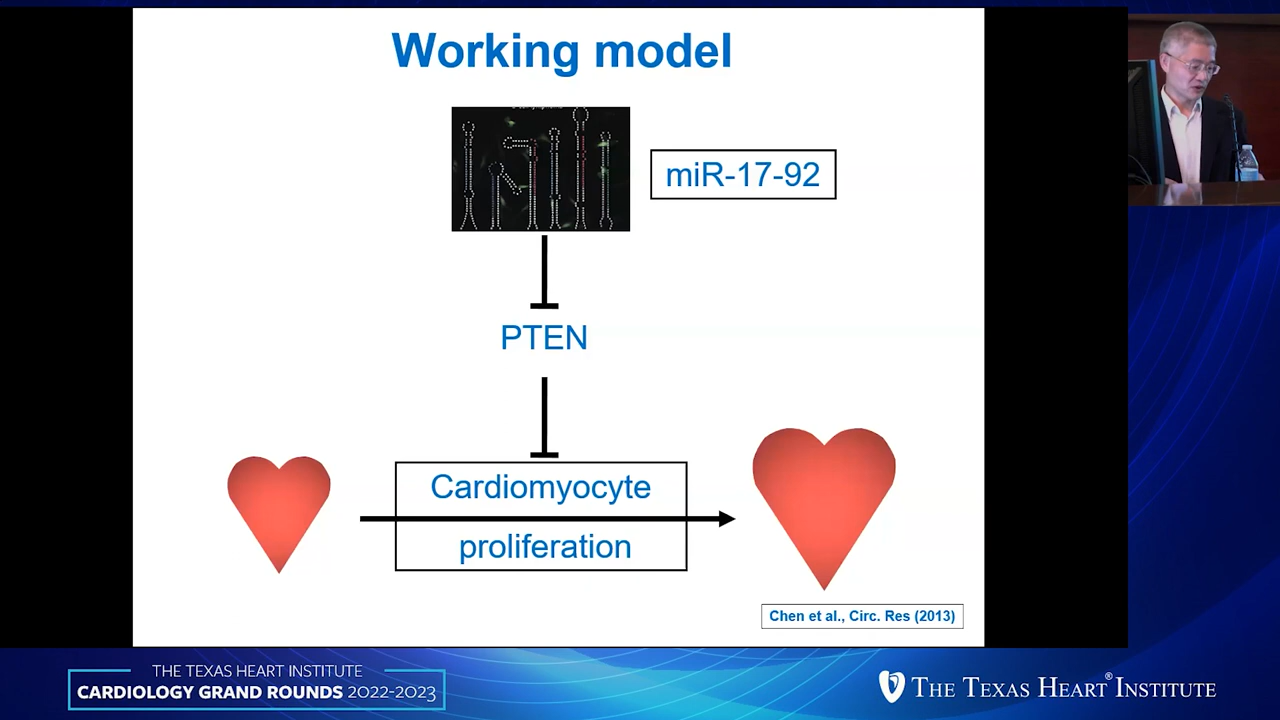 Working model
miR-17-92
PTEN
Cardiomyocyte
proliferation
Chen et al., Circ. Res (2013)
THE TEXAS HEART INSTITUTE
CARDIOLOGY GRAND ROUNDS 2022-2023
THE TEXAS HEART® INSTITUTE